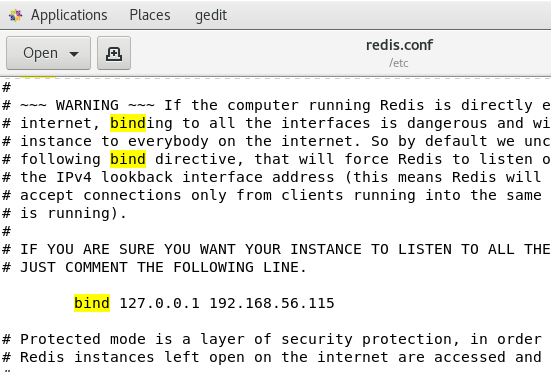 Applications Places gedit
Open redis.conf
/etc
#
# ~~~ WARNING ~~~ If the computer running Redis is directly e
# internet, binding to all the interfaces is dangerous and wi
# instance to everybody on the internet. So by default we unc
# following bind directive, that will force Redis to listen o
# the IPv4 lookback interface address (this means Redis will
# accept connections only from clients running into the same
# is running).
#
# IF YOU ARE SURE YOU WANT YOUR INSTANCE TO LISTEN TO ALL THE
# JUST COMMENT THE FOLLOWING LINE.
bind 127.0.0.1 192.168.56.115
# Protected mode is a layer of security protection, in order
# Redis instances left open on the internet are accessed and